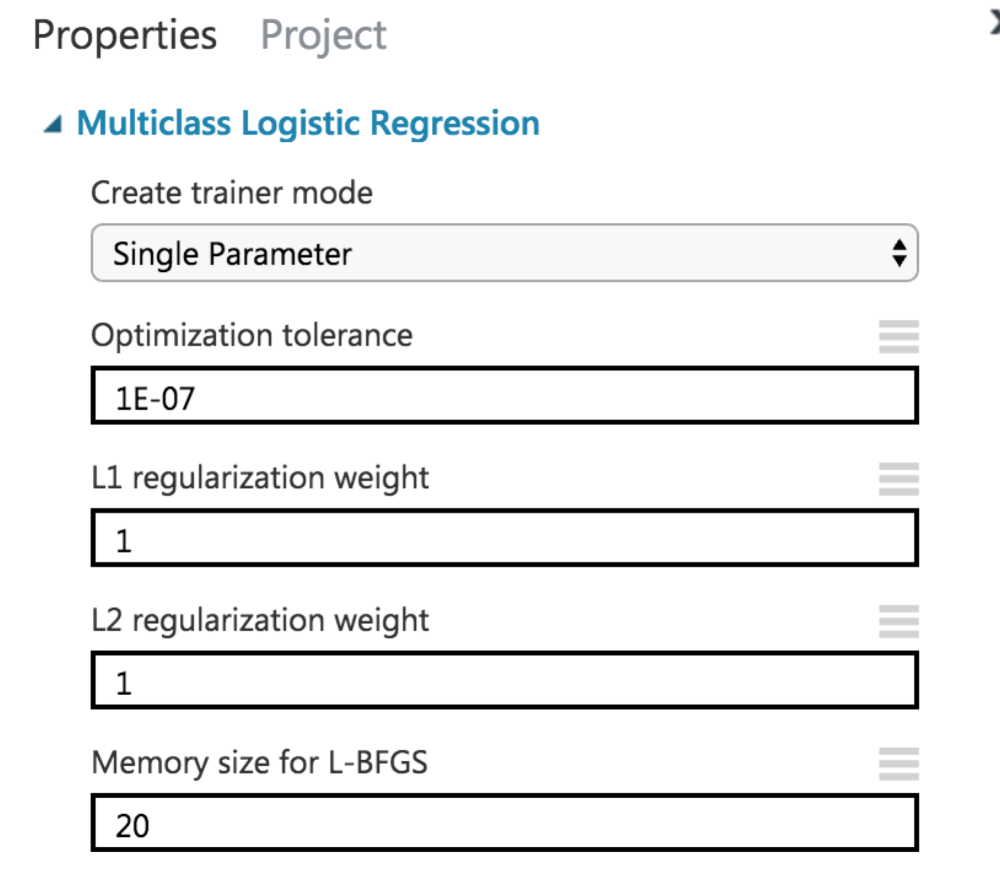 Properties Project
Multiclass Logistic Regression
Create trainer mode
Single Parameter
Optimization tolerance
1E-07
L1 regularization weight
1
L2 regularization weight
1
Memory size for L-BFGS
20